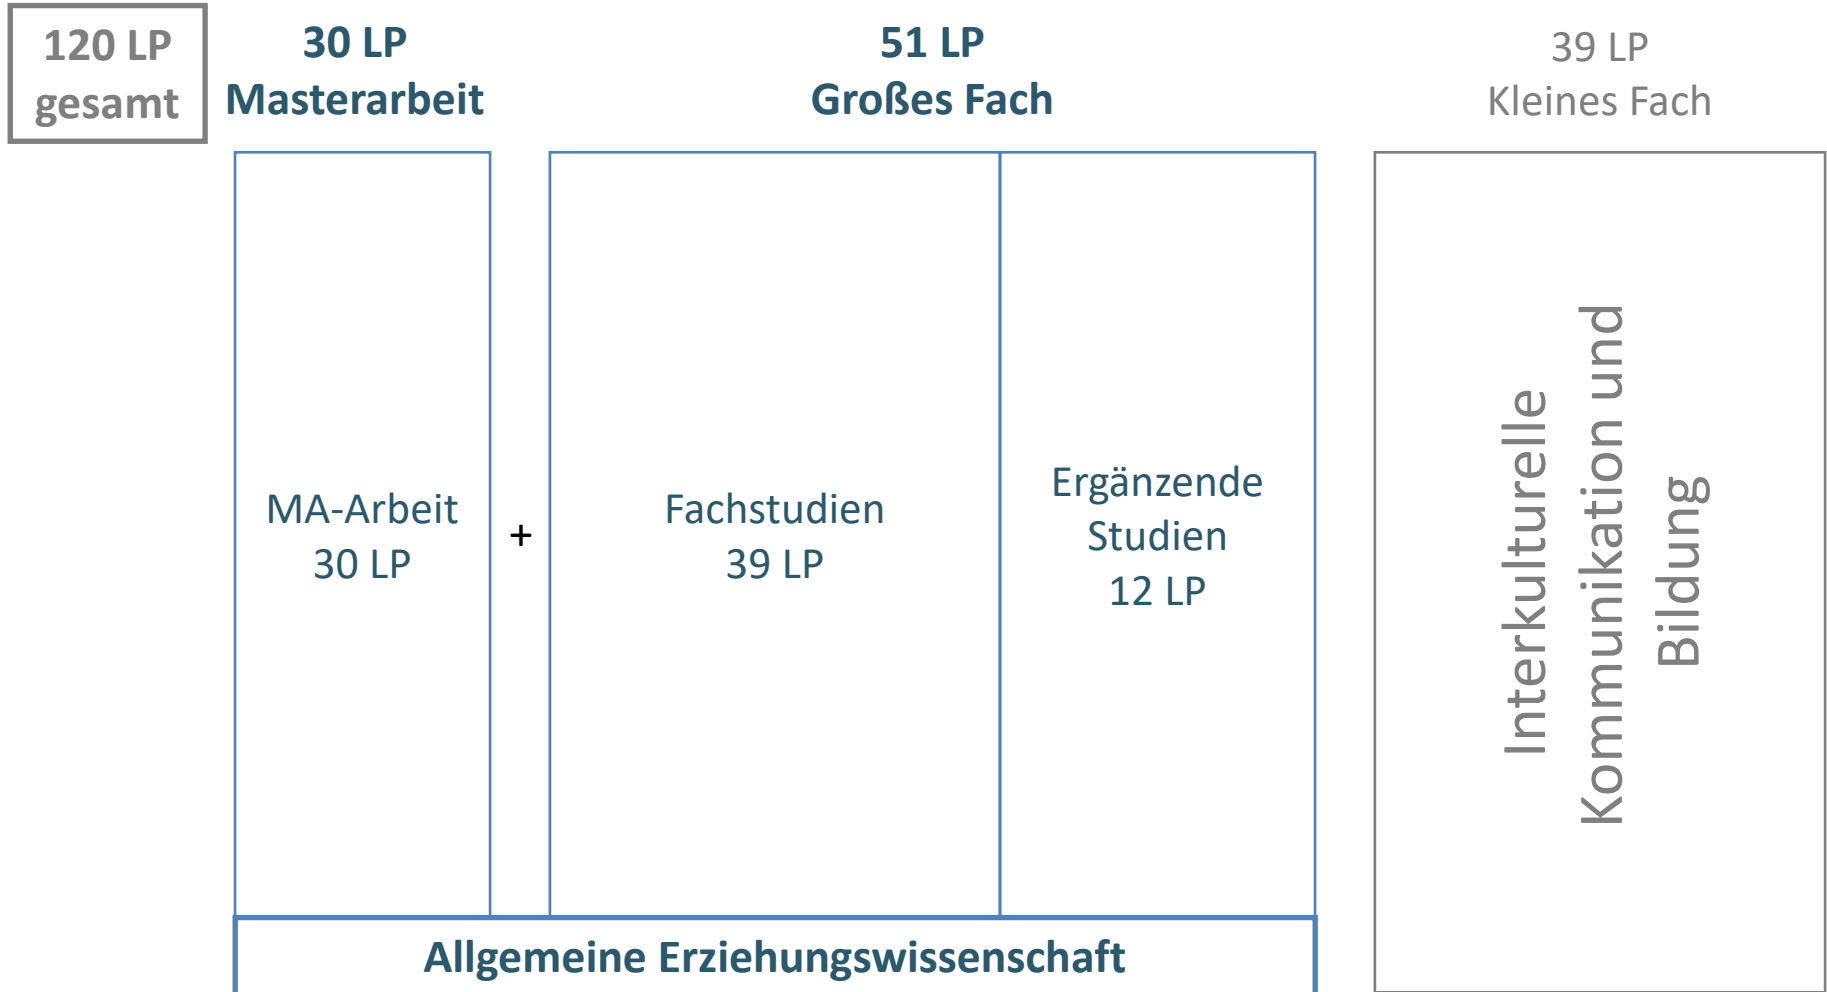 120 LP
gesamt
30 LP
Masterarbeit
51 LP
Großes Fach
39 LP
Kleines Fach
MA-Arbeit
30 LP
+
Fachstudien
39 LP
Ergänzende
Studien
12 LP
Interkulturelle
Kommunikation und
Bildung
Allgemeine Erziehungswissenschaft